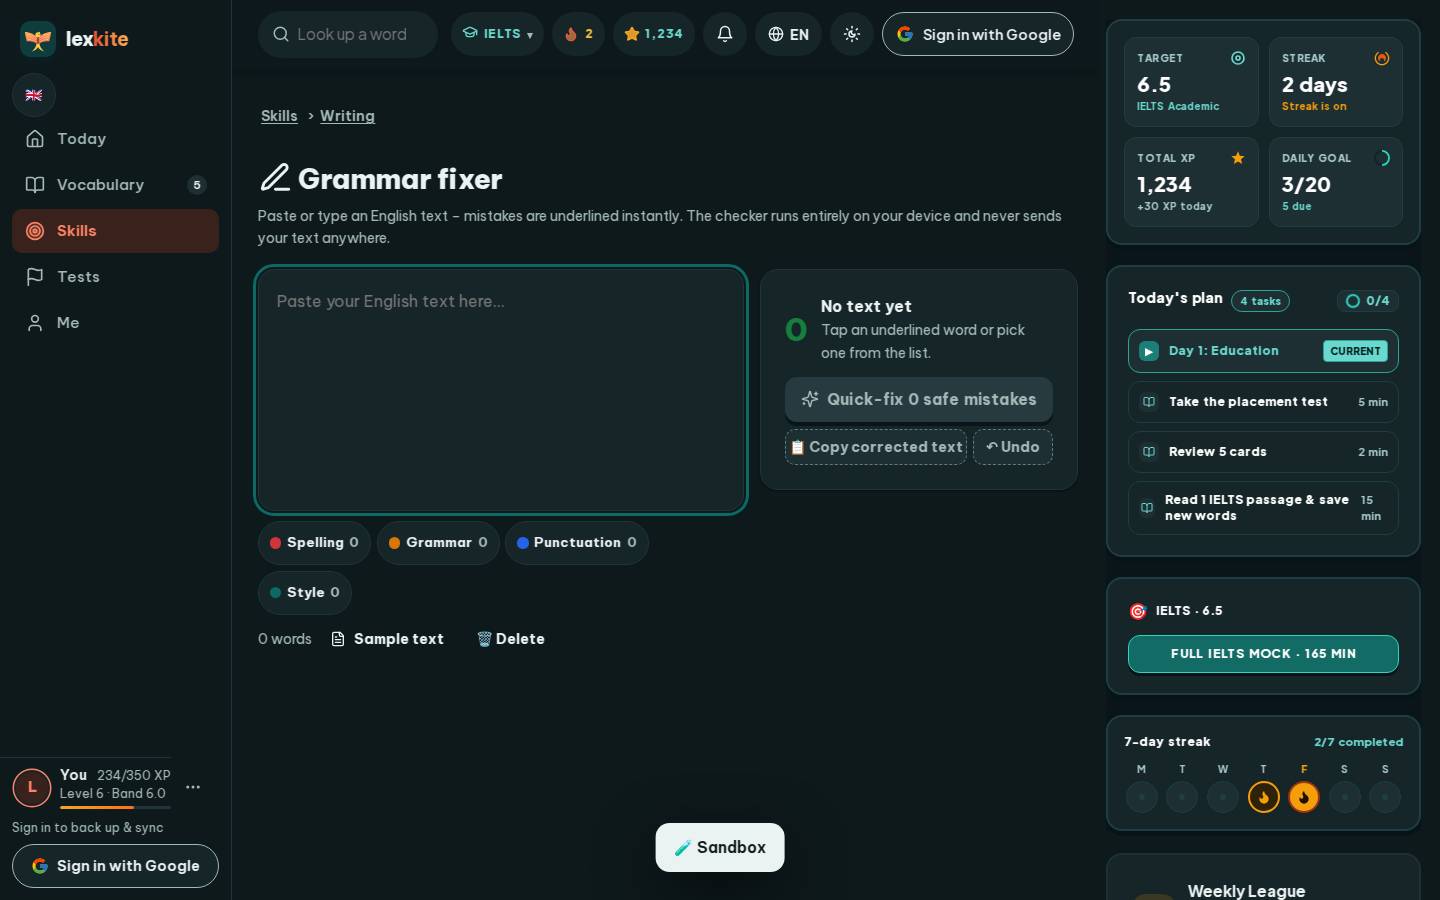 lexkite
Today
Vocabulary 5
Skills
Tests
Me
You 234/350 XP
Level 6 · Band 6.0
Sign in to back up & sync
Sign in with Google
Look up a word
IELTS ▾
2
1,234
EN
Sign in with Google
Skills › Writing
Grammar fixer
Paste or type an English text – mistakes are underlined instantly. The checker runs entirely on your device and never sends
your text anywhere.
Paste your English text here...
0
No text yet
Tap an underlined word or pick
one from the list.
Quick-fix 0 safe mistakes
Copy corrected text
↶ Undo
Spelling 0
Grammar 0
Punctuation 0
Style 0
0 words
Sample text
Delete
Sandbox
TARGET
6.5
IELTS Academic
STREAK
2 days
Streak is on
TOTAL XP
1,234
+30 XP today
DAILY GOAL
3/20
5 due
Today's plan 4 tasks 0/4
Day 1: Education CURRENT
Take the placement test 5 min
Review 5 cards 2 min
Read 1 IELTS passage & save 15
new words min
IELTS · 6.5
FULL IELTS MOCK · 165 MIN
7-day streak 2/7 completed
M T W T F S S
Weekly League
L